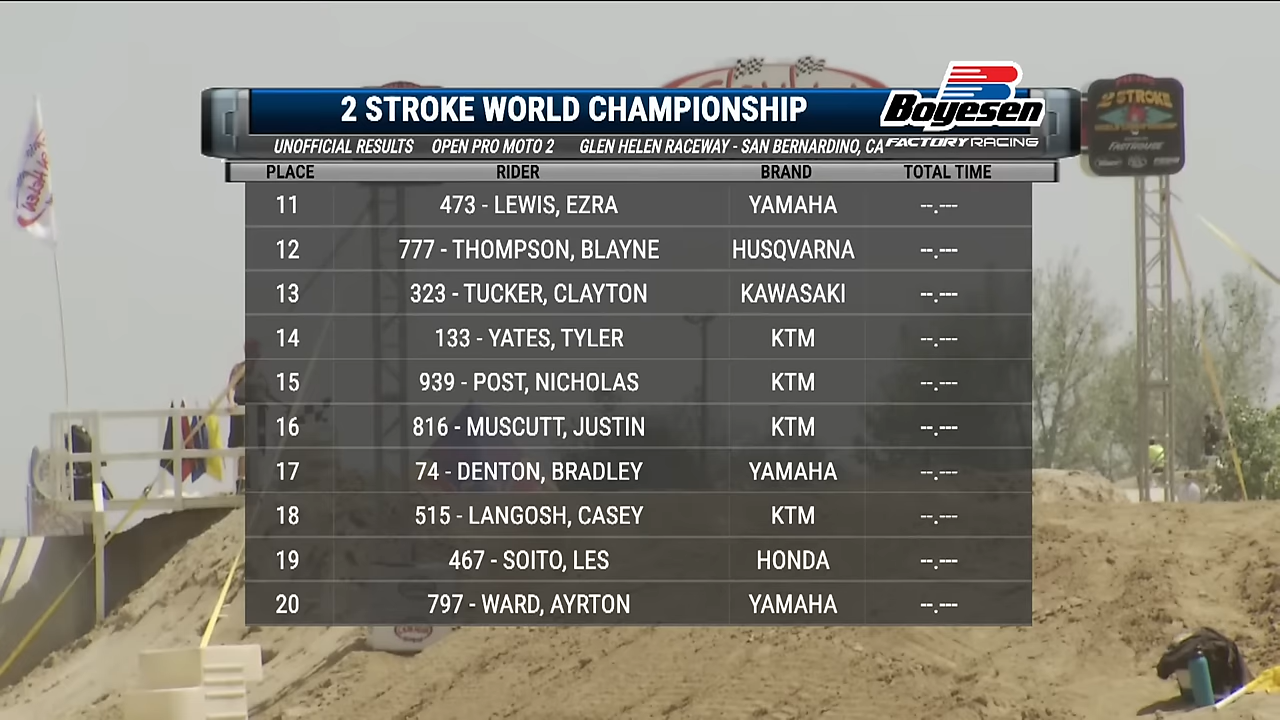 2 STROKE WORLD CHAMPIONSHIP
Boyesen
FACTORY RACING
UNOFFICIAL RESULTS OPEN PRO MOTO 2 GLEN HELEN RACEWAY - SAN BERNARDINO, CA
PLACE RIDER BRAND TOTAL TIME
11 473 - LEWIS, EZRA YAMAHA --.---
12 777 - THOMPSON, BLAYNE HUSQVARNA --.---
13 323 - TUCKER, CLAYTON KAWASAKI --.---
14 133 - YATES, TYLER KTM --.---
15 939 - POST, NICHOLAS KTM --.---
16 816 - MUSCUTT, JUSTIN KTM --.---
17 74 - DENTON, BRADLEY YAMAHA --.---
18 515 - LANGOSH, CASEY KTM --.---
19 467 - SOITO, LES HONDA --.---
20 797 - WARD, AYRTON YAMAHA --.---
2 STROKE